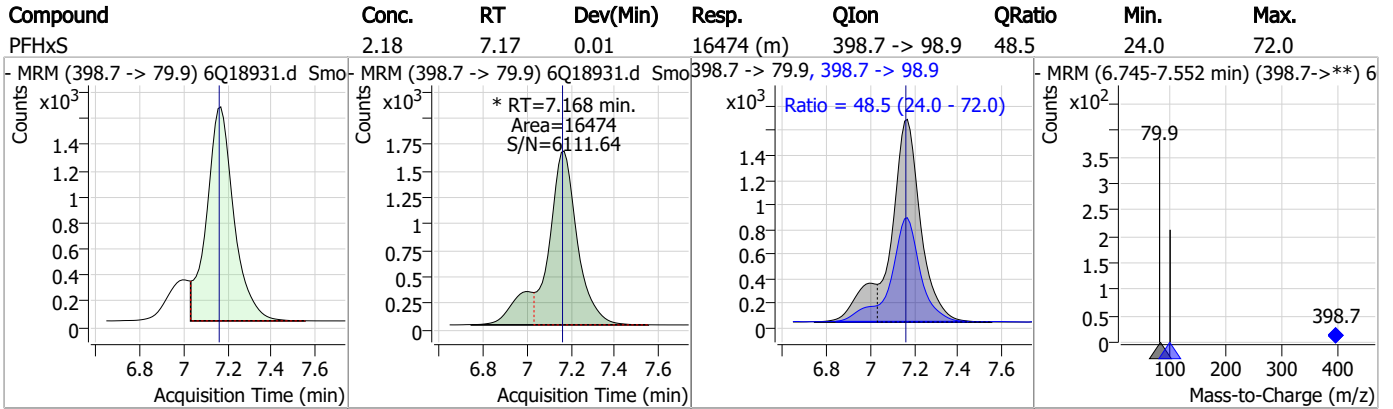 Compound Conc. RT Dev(Min) Resp. QIon QRatio Min. Max.
PFHxS 2.18 7.17 0.01 16474 (m) 398.7 -> 98.9 48.5 24.0 72.0
- MRM (398.7 -> 79.9) 6Q18931.d Smo
Counts
x10³
1.4
1.2
1
0.8
0.6
0.4
0.2
0
6.8 7 7.2 7.4 7.6
Acquisition Time (min)
- MRM (398.7 -> 79.9) 6Q18931.d Smo
Counts
x10³
* RT=7.168 min.
Area=16474
S/N=6111.64
1.75
1.5
1.25
1
0.75
0.5
0.25
0
6.8 7 7.2 7.4 7.6
Acquisition Time (min)
398.7 -> 79.9, 398.7 -> 98.9
Counts
x10³
Ratio = 48.5 (24.0 - 72.0)
1.4
1.2
1
0.8
0.6
0.4
0.2
0
6.8 7 7.2 7.4 7.6
Acquisition Time (min)
- MRM (6.745-7.552 min) (398.7->**) 6
Counts
x10²
79.9
3.5
3
2.5
2
1.5
1
0.5
0
398.7
100 200 300 400
Mass-to-Charge (m/z)